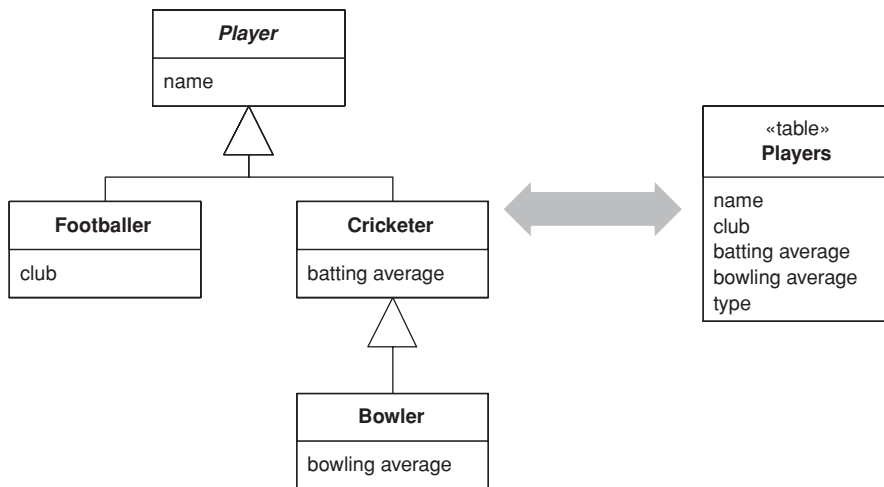 Player
name
Footballer
club
Cricketer
batting average
Bowler
bowling average
«table»
Players
name
club
batting average
bowling average
type